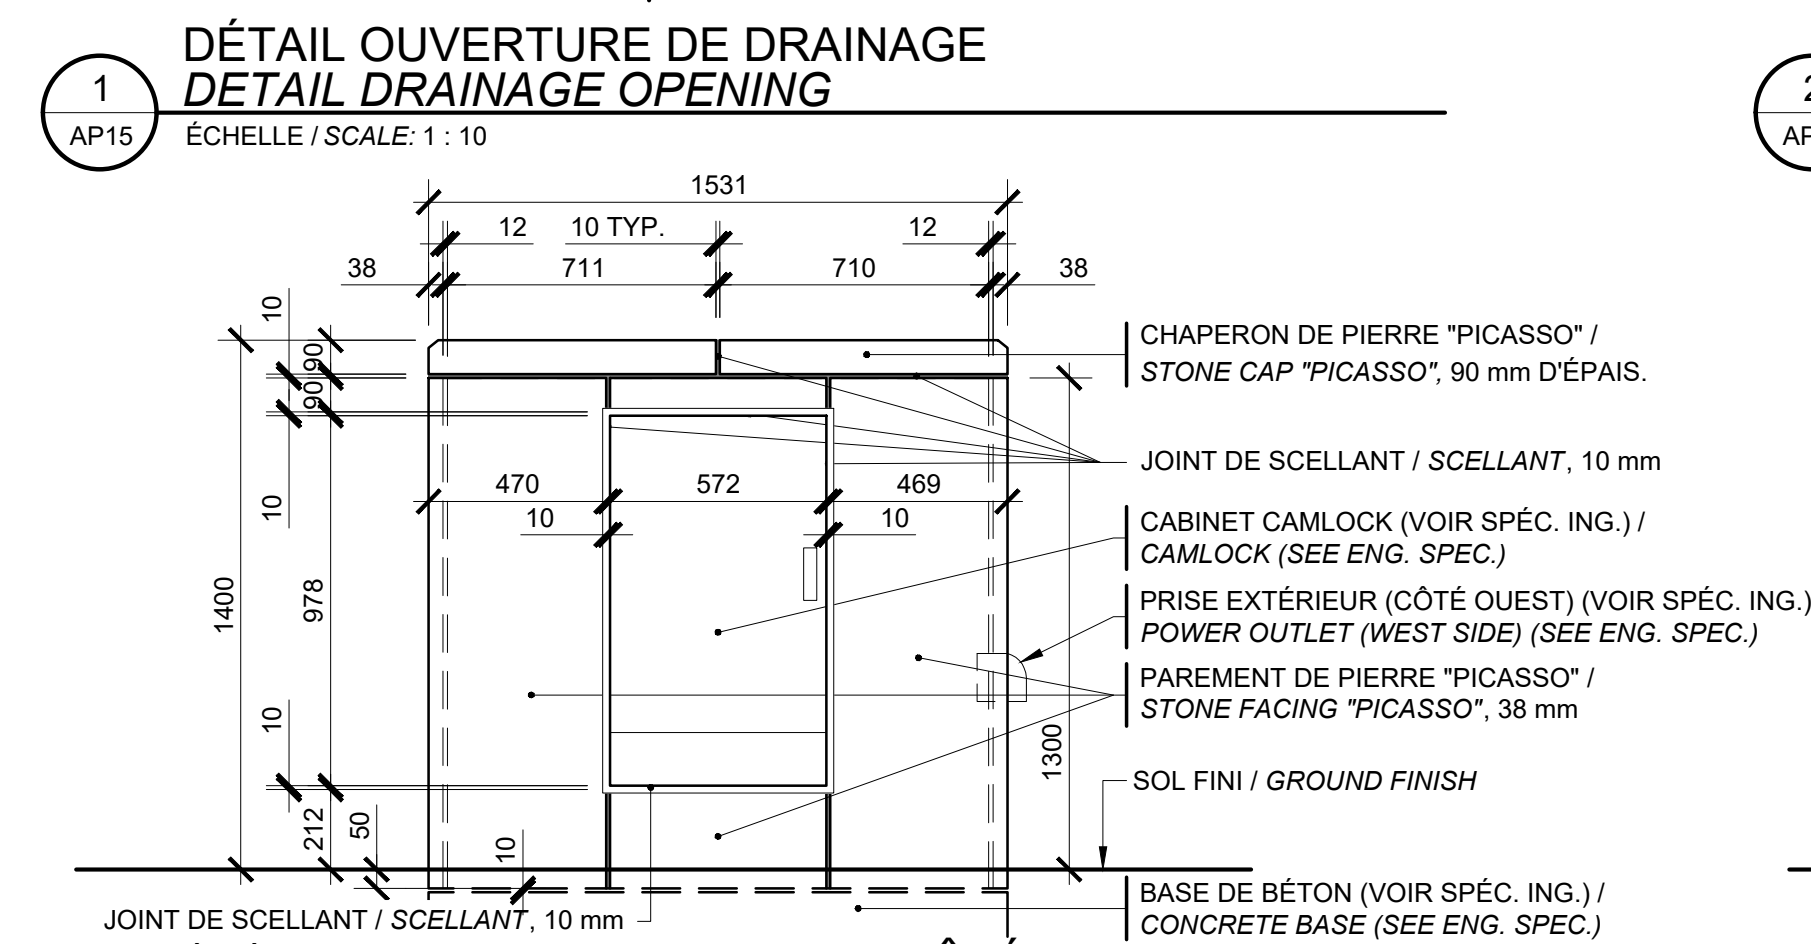 DÉTAIL OUVERTURE DE DRAINAGE
DETAIL DRAINAGE OPENING
1
AP15
ÉCHELLE / SCALE: 1 : 10
2
AP
1531
12
10 TYP.
12
38
711
710
38
10
90
90
CHAPERON DE PIERRE "PICASSO" /
STONE CAP "PICASSO", 90 mm D'ÉPAIS.
JOINT DE SCELLANT / SCELLANT, 10 mm
470
572
469
10
10
10
CABINET CAMLOCK (VOIR SPÉC. ING.) /
CAMLOCK (SEE ENG. SPEC.)
1400
978
PRISE EXTÉRIEUR (CÔTÉ OUEST) (VOIR SPÉC. ING.)
POWER OUTLET (WEST SIDE) (SEE ENG. SPEC.)
PAREMENT DE PIERRE "PICASSO" /
STONE FACING "PICASSO", 38 mm
10
1300
SOL FINI / GROUND FINISH
212
50
10
BASE DE BÉTON (VOIR SPÉC. ING.) /
CONCRETE BASE (SEE ENG. SPEC.)
JOINT DE SCELLANT / SCELLANT, 10 mm